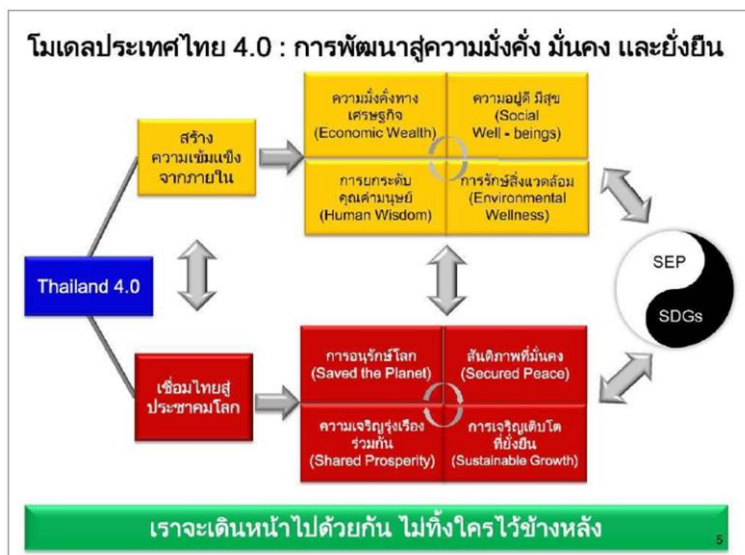 โมเดลประเทศไทย 4.0 : การพัฒนาสู่ความมั่งคั่ง มั่นคง และยั่งยืน
สร้าง
ความเข้มแข็ง
จากภายใน
ความมั่งคั่งทาง
เศรษฐกิจ
(Economic Wealth)
ความอยู่ดี มีสุข
(Social
Well - beings)
การยกระดับ
คุณค่ามนุษย์
(Human Wisdom)
การรักษ์สิ่งแวดล้อม
(Environmental
Wellness)
Thailand 4.0
SEP
SDGs
เชื่อมไทยสู่
ประชาคมโลก
การอนุรักษ์โลก
(Saved the Planet)
สันติภาพที่มั่นคง
(Secured Peace)
ความเจริญรุ่งเรือง
ร่วมกัน
(Shared Prosperity)
การเจริญเติบโต
ที่ยั่งยืน
(Sustainable Growth)
เราจะเดินหน้าไปด้วยกัน ไม่ทิ้งใครไว้ข้างหลัง
5